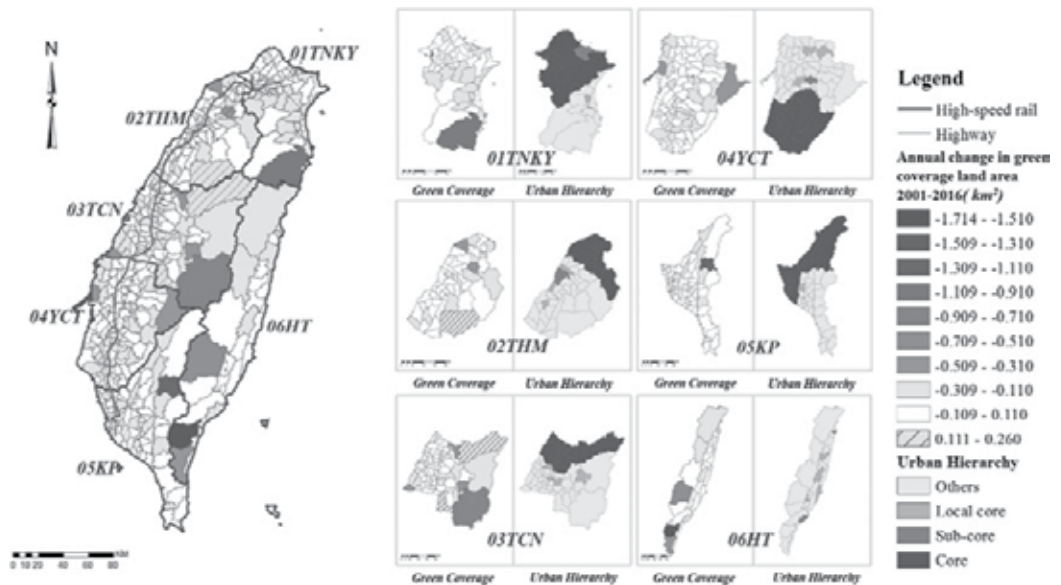 N
01TNKY
02THM
03TCN
04YCT
06HT
05KP
0 10 20 40 60 80
01TNKY
04YCT
Green Coverage
Urban Hierarchy
Green Coverage
Urban Hierarchy
02THM
05KP
Green Coverage
Urban Hierarchy
Green Coverage
Urban Hierarchy
03TCN
06HT
Green Coverage
Urban Hierarchy
Green Coverage
Urban Hierarchy
Legend
High-speed rail
Highway
Annual change in green
coverage land area
2001-2016( km²)
-1.714 - -1.510
-1.509 - -1.310
-1.309 - -1.110
-1.109 - -0.910
-0.909 - -0.710
-0.709 - -0.510
-0.509 - -0.310
-0.309 - -0.110
-0.109 - 0.110
0.111 - 0.260
Urban Hierarchy
Others
Local core
Sub-core
Core